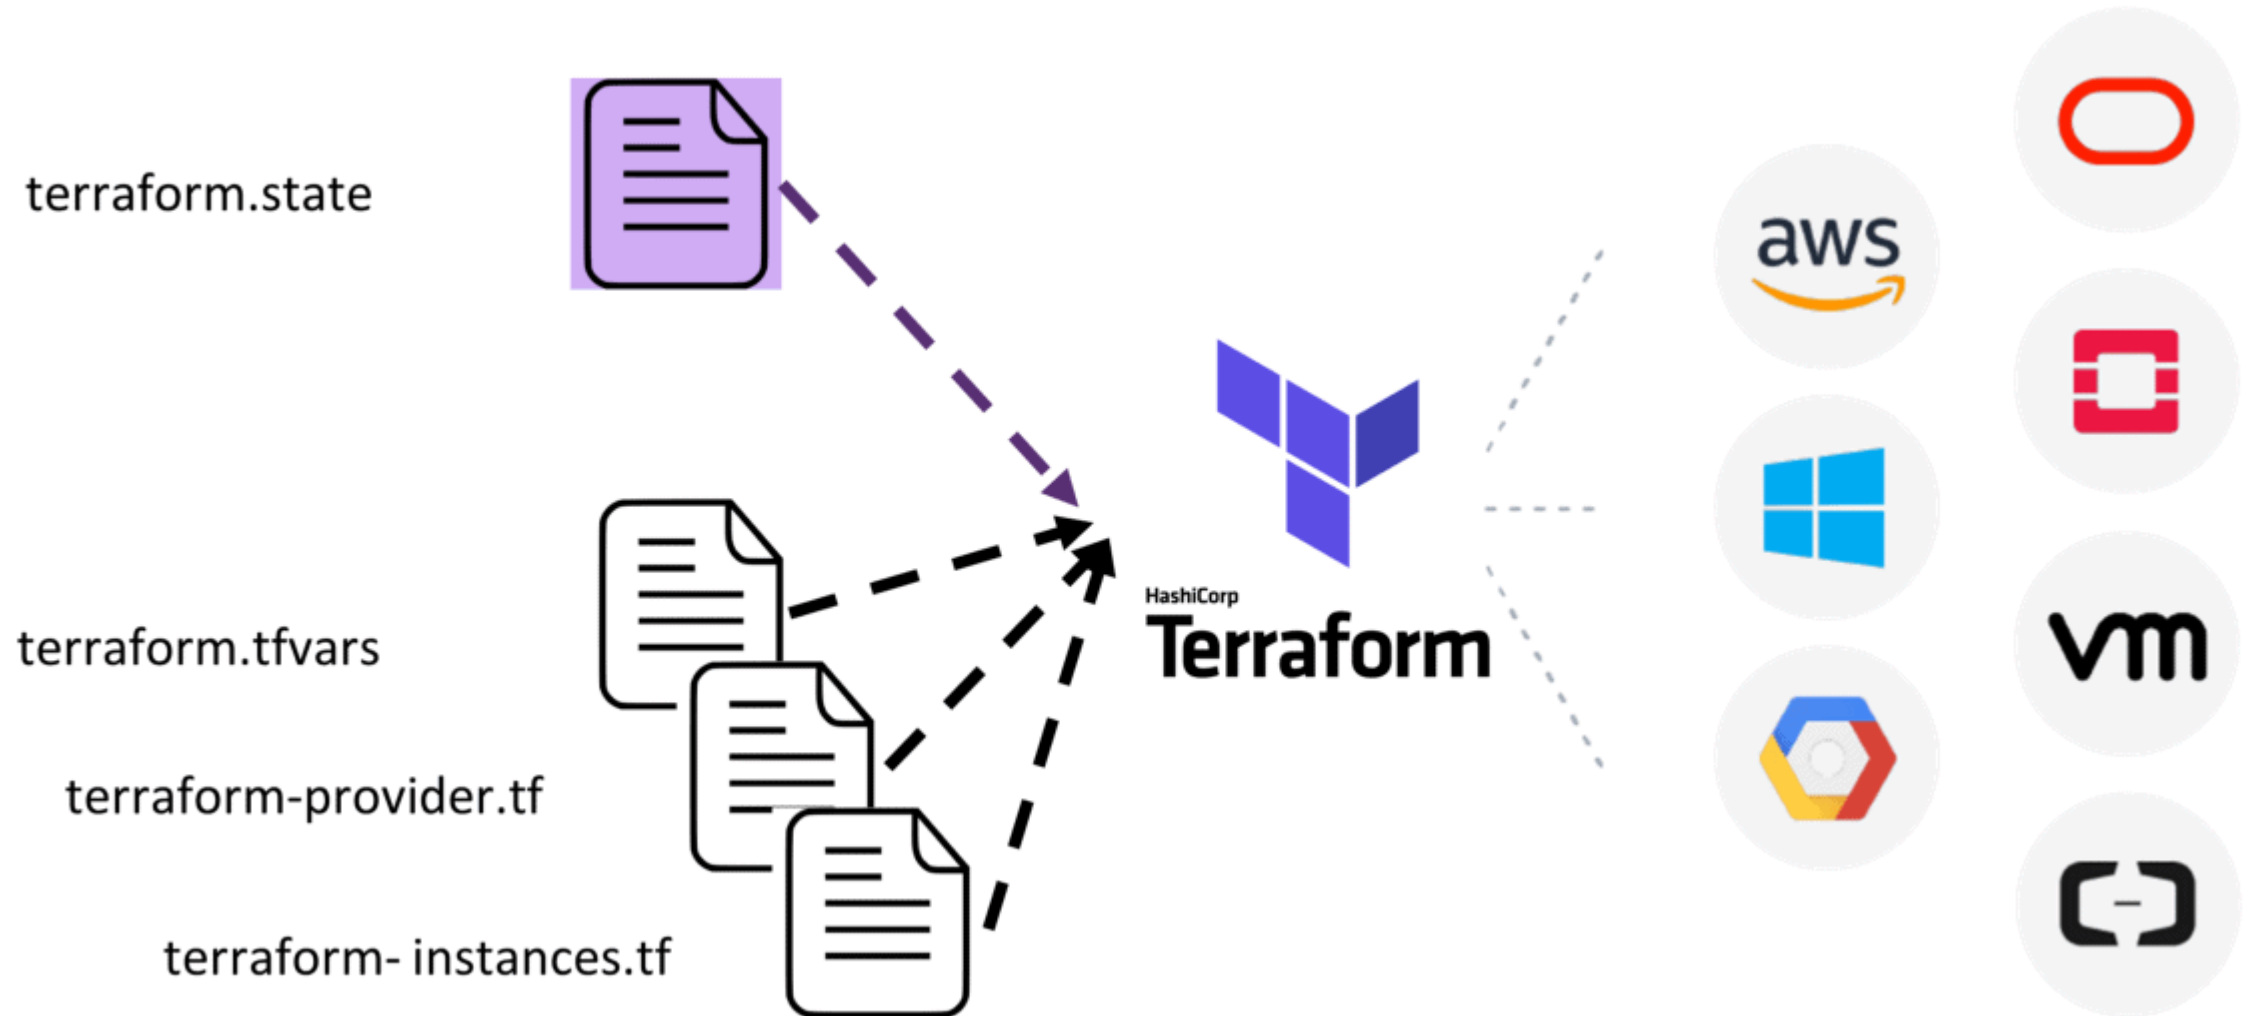 terraform.state
aws
HashiCorp
Terraform
terraform.tfvars
vm
terraform-provider.tf
terraform- instances.tf